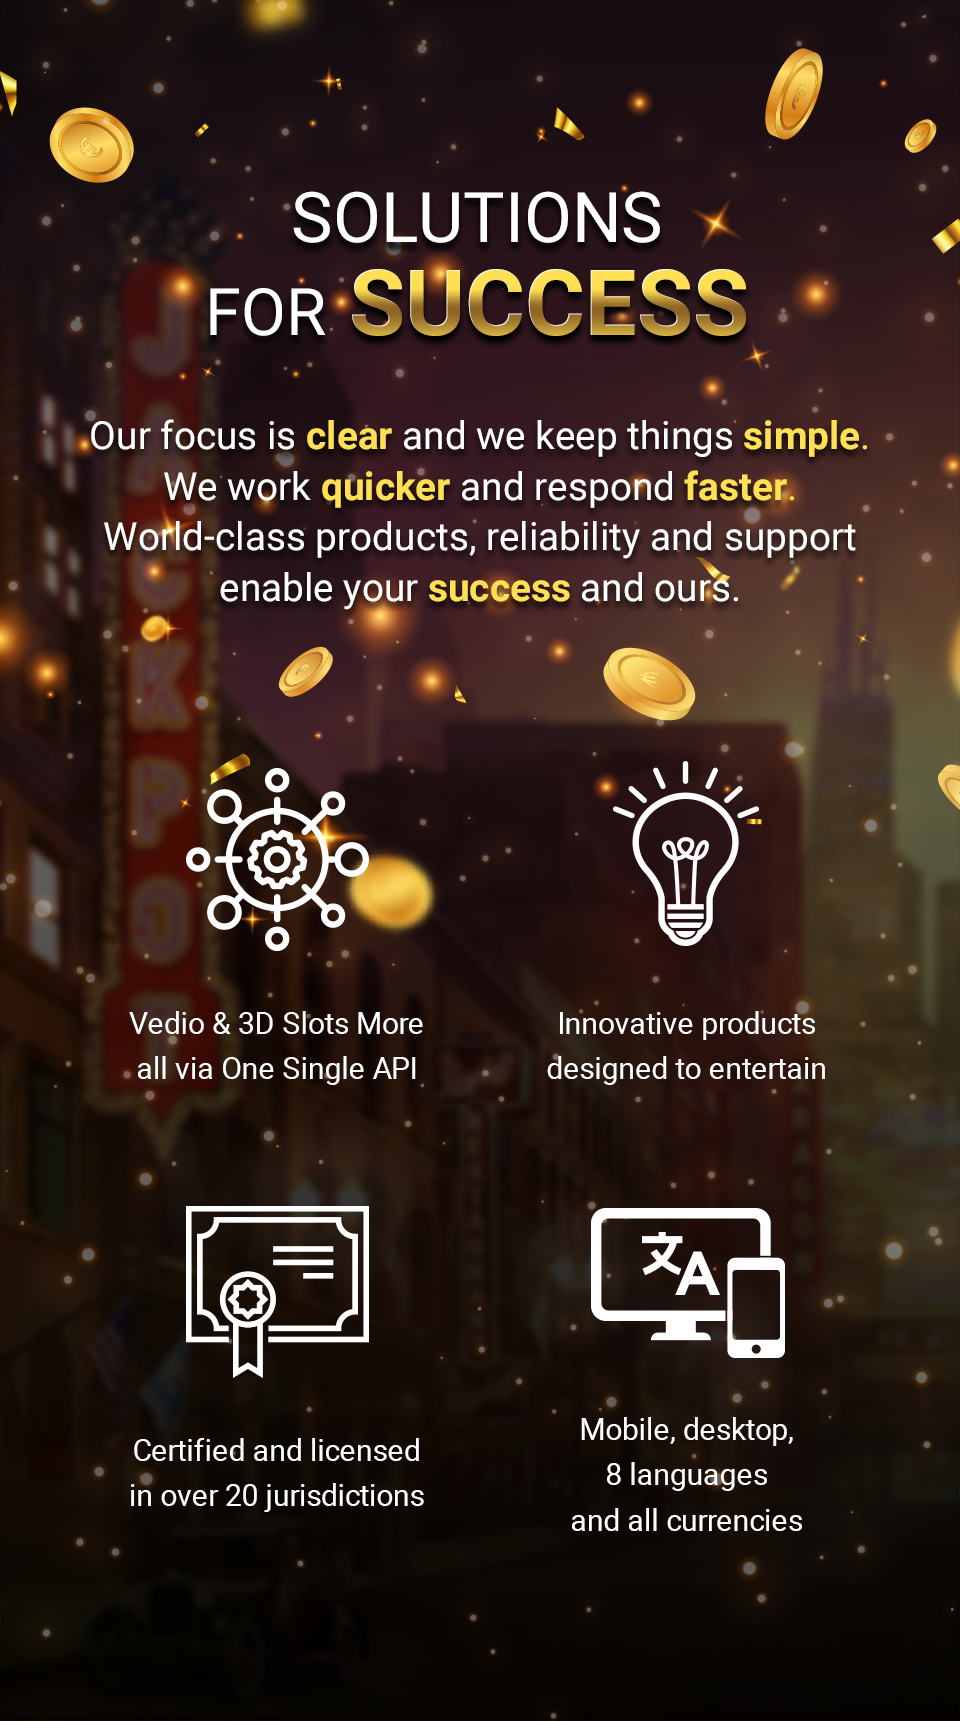 SOLUTIONS
FOR SUCCESS
Our focus is clear and we keep things simple.
We work quicker and respond faster.
World-class products, reliability and support
enable your success and ours.
Vedio & 3D Slots More
all via One Single API
Innovative products
designed to entertain
文A
Certified and licensed
in over 20 jurisdictions
Mobile, desktop,
8 languages
and all currencies
JACKPOT